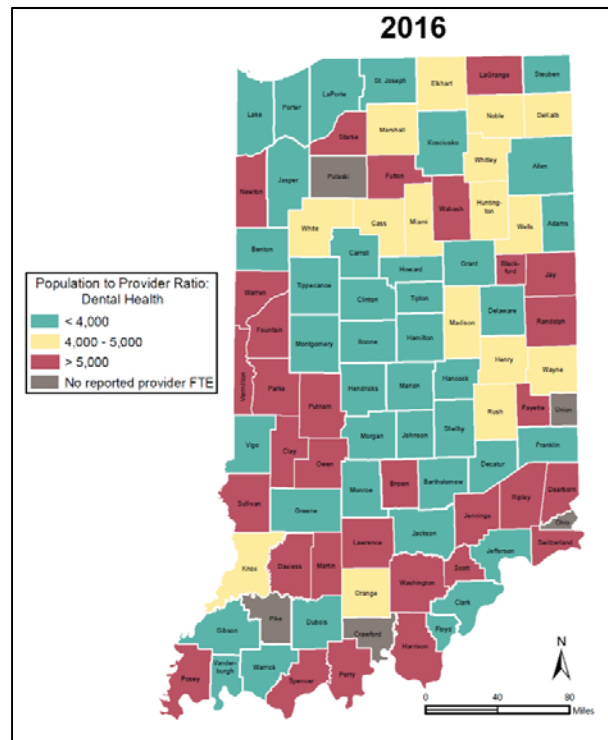 2016
St. Joseph
Elkhart
LaGrange
Steuben
LaPorte
Porter
Lake
Noble
DeKalb
Marshall
Starke
Kosciusko
Whitley
Allen
Pulaski
Fulton
Jasper
Newton
Wabash
Hunting-
ton
Wells
Adams
White
Cass
Miami
Benton
Carroll
Grant
Black-
ford
Jay
Howard
Population to Provider Ratio:
Dental Health
< 4,000
4,000 - 5,000
> 5,000
No reported provider FTE
Warren
Tippecanoe
Clinton
Tipton
Delaware
Randolph
Madison
Fountain
Montgomery
Boone
Hamilton
Henry
Wayne
Vermillion
Parke
Putnam
Hendricks
Marion
Hancock
Rush
Fayette
Union
Vigo
Clay
Owen
Morgan
Johnson
Shelby
Franklin
Decatur
Sullivan
Greene
Monroe
Brown
Bartholomew
Jennings
Ripley
Dearborn
Ohio
Switzerland
Jackson
Jefferson
Lawrence
Knox
Daviess
Martin
Orange
Washington
Scott
Clark
Floyd
Gibson
Pike
Dubois
Crawford
Harrison
Posey
Vanden-
burgh
Warrick
Spencer
Perry
N
0
40
80
Miles